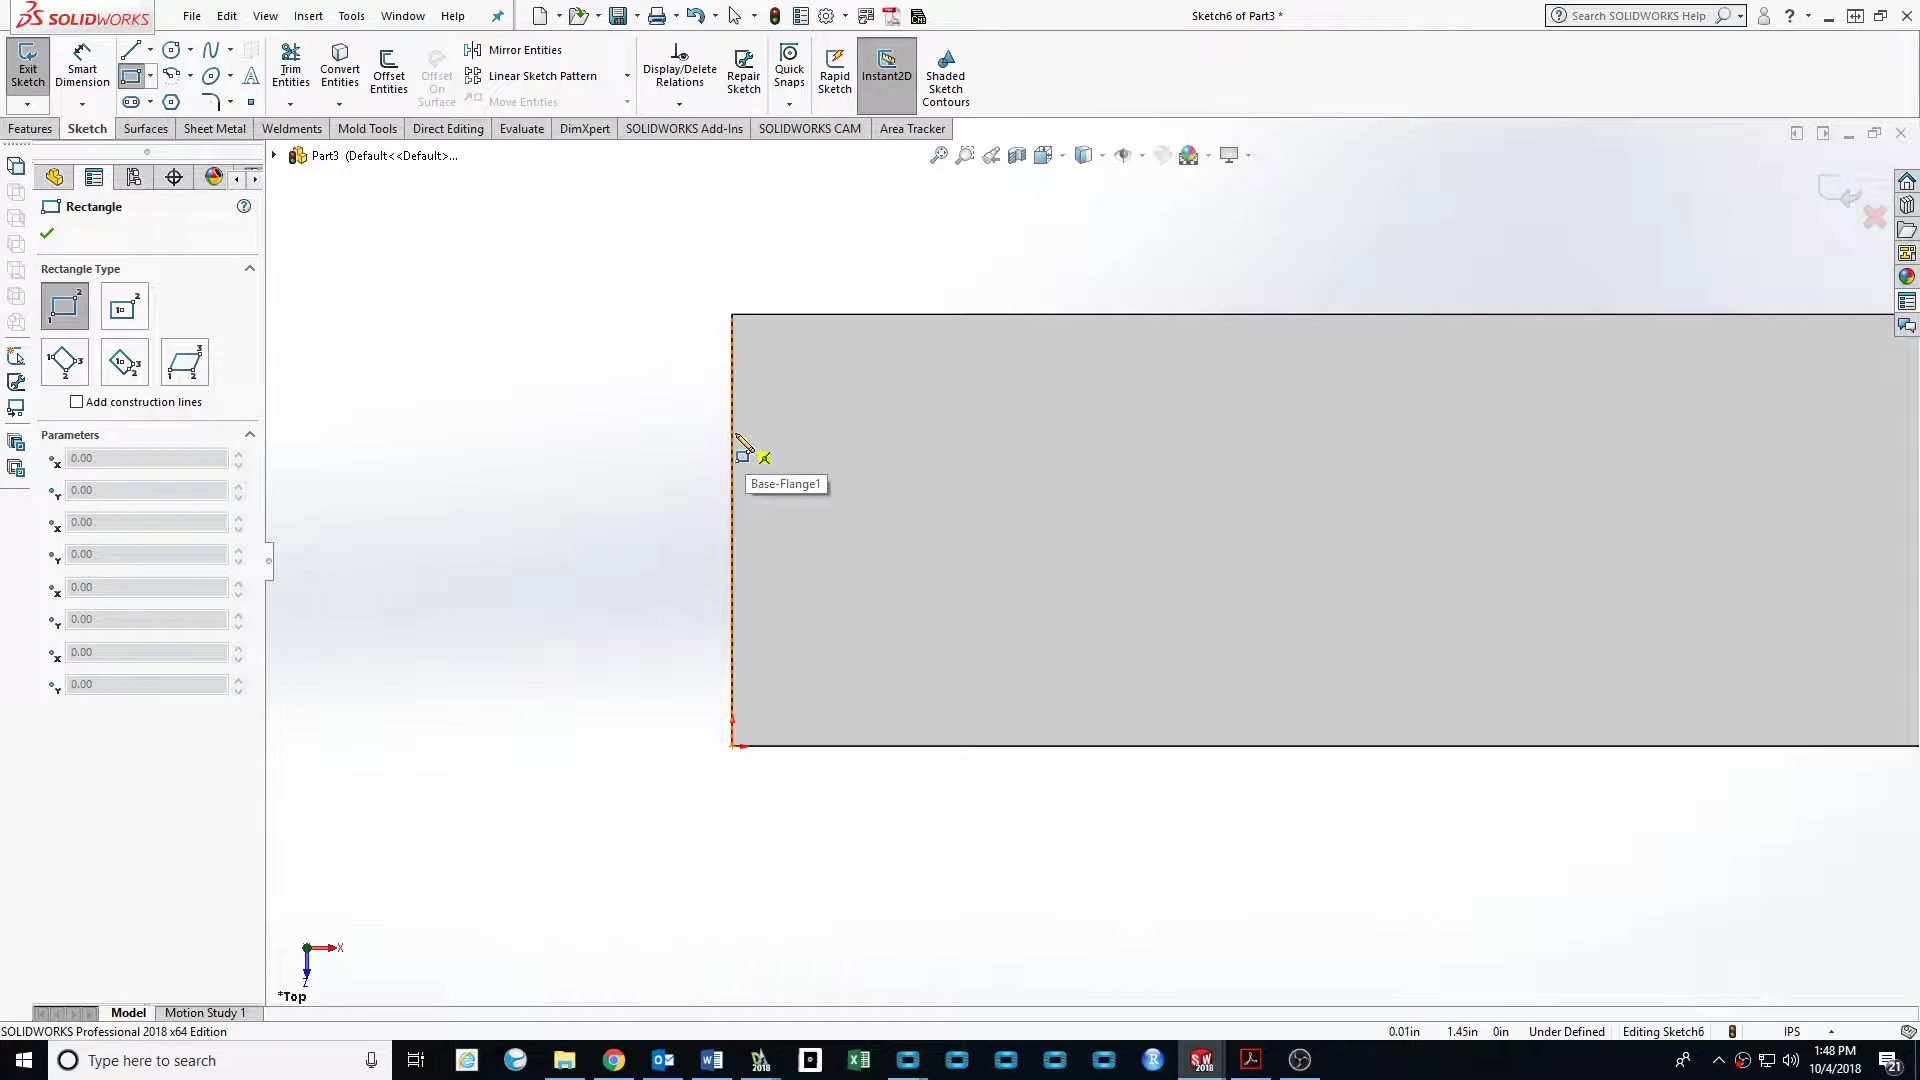 SOLIDWORKS
File Edit View Insert Tools Window Help
Sketch6 of Part3 *
Search SOLIDWORKS Help
Exit Sketch
Smart Dimension
Trim Entities
Convert Entities
Offset Entities
Offset On Surface
Mirror Entities
Linear Sketch Pattern
Move Entities
Display/Delete Relations
Repair Sketch
Quick Snaps
Rapid Sketch
Instant2D
Shaded Sketch Contours
Features Sketch Surfaces Sheet Metal Weldments Mold Tools Direct Editing Evaluate DimXpert SOLIDWORKS Add-Ins SOLIDWORKS CAM Area Tracker
Part3 (Default<<Default>...
Rectangle
Rectangle Type
Add construction lines
Parameters
x 0.00
Y 0.00
x 0.00
Y 0.00
x 0.00
Y 0.00
x 0.00
Y 0.00
Base-Flange1
X
Z
*Top
Model Motion Study 1
SOLIDWORKS Professional 2018 x64 Edition
0.01in 1.45in 0in Under Defined Editing Sketch6 IPS
Type here to search
1:48 PM
10/4/2018
21